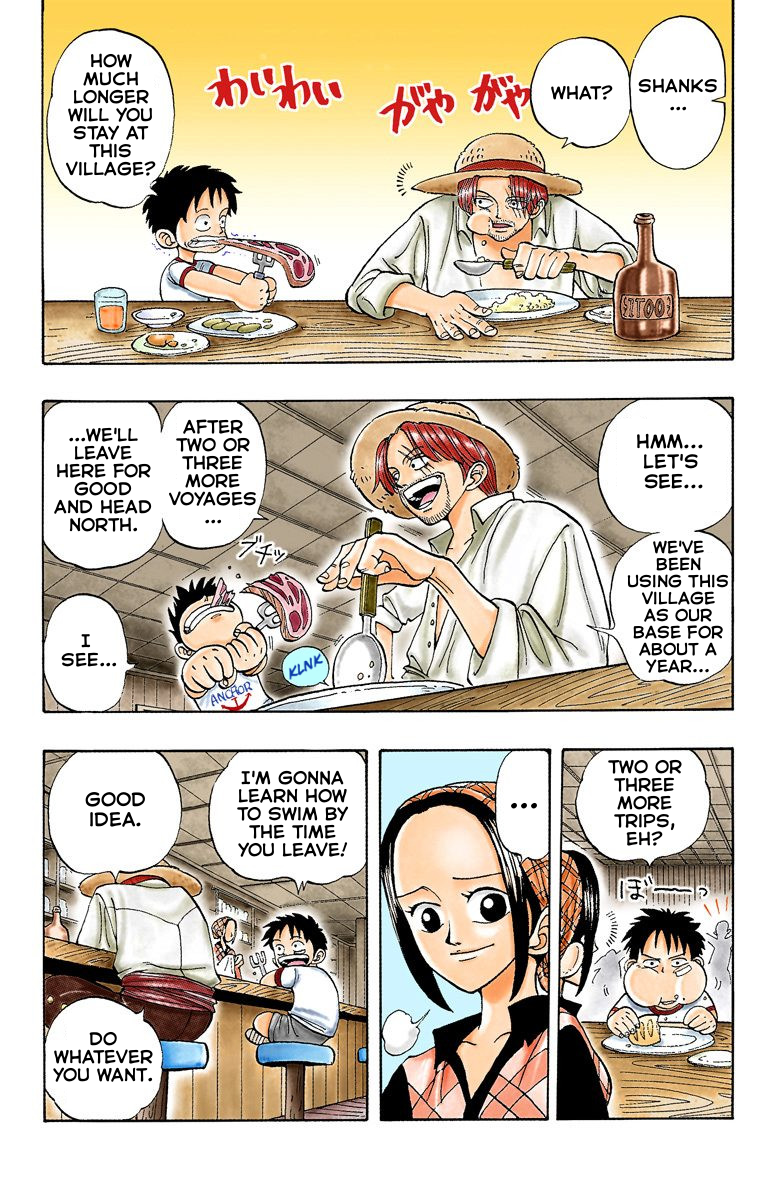 SHANKS
...
WHAT?
がや がや
わいわい
HOW
MUCH
LONGER
WILL YOU
STAY AT
THIS
VILLAGE?
HMM...
LET'S
SEE...
WE'VE
BEEN
USING THIS
VILLAGE
AS OUR
BASE FOR
ABOUT A
YEAR...
AFTER
TWO OR
THREE
MORE
VOYAGES
...
...WE'LL
LEAVE
HERE FOR
GOOD
AND HEAD
NORTH.
ブチッ
KLNK
I
SEE...
ANCHOR
TWO OR
THREE
MORE
TRIPS,
EH?
ぼーっ
...
I'M GONNA
LEARN HOW
TO SWIM BY
THE TIME
YOU LEAVE!
GOOD
IDEA.
DO
WHATEVER
YOU WANT.